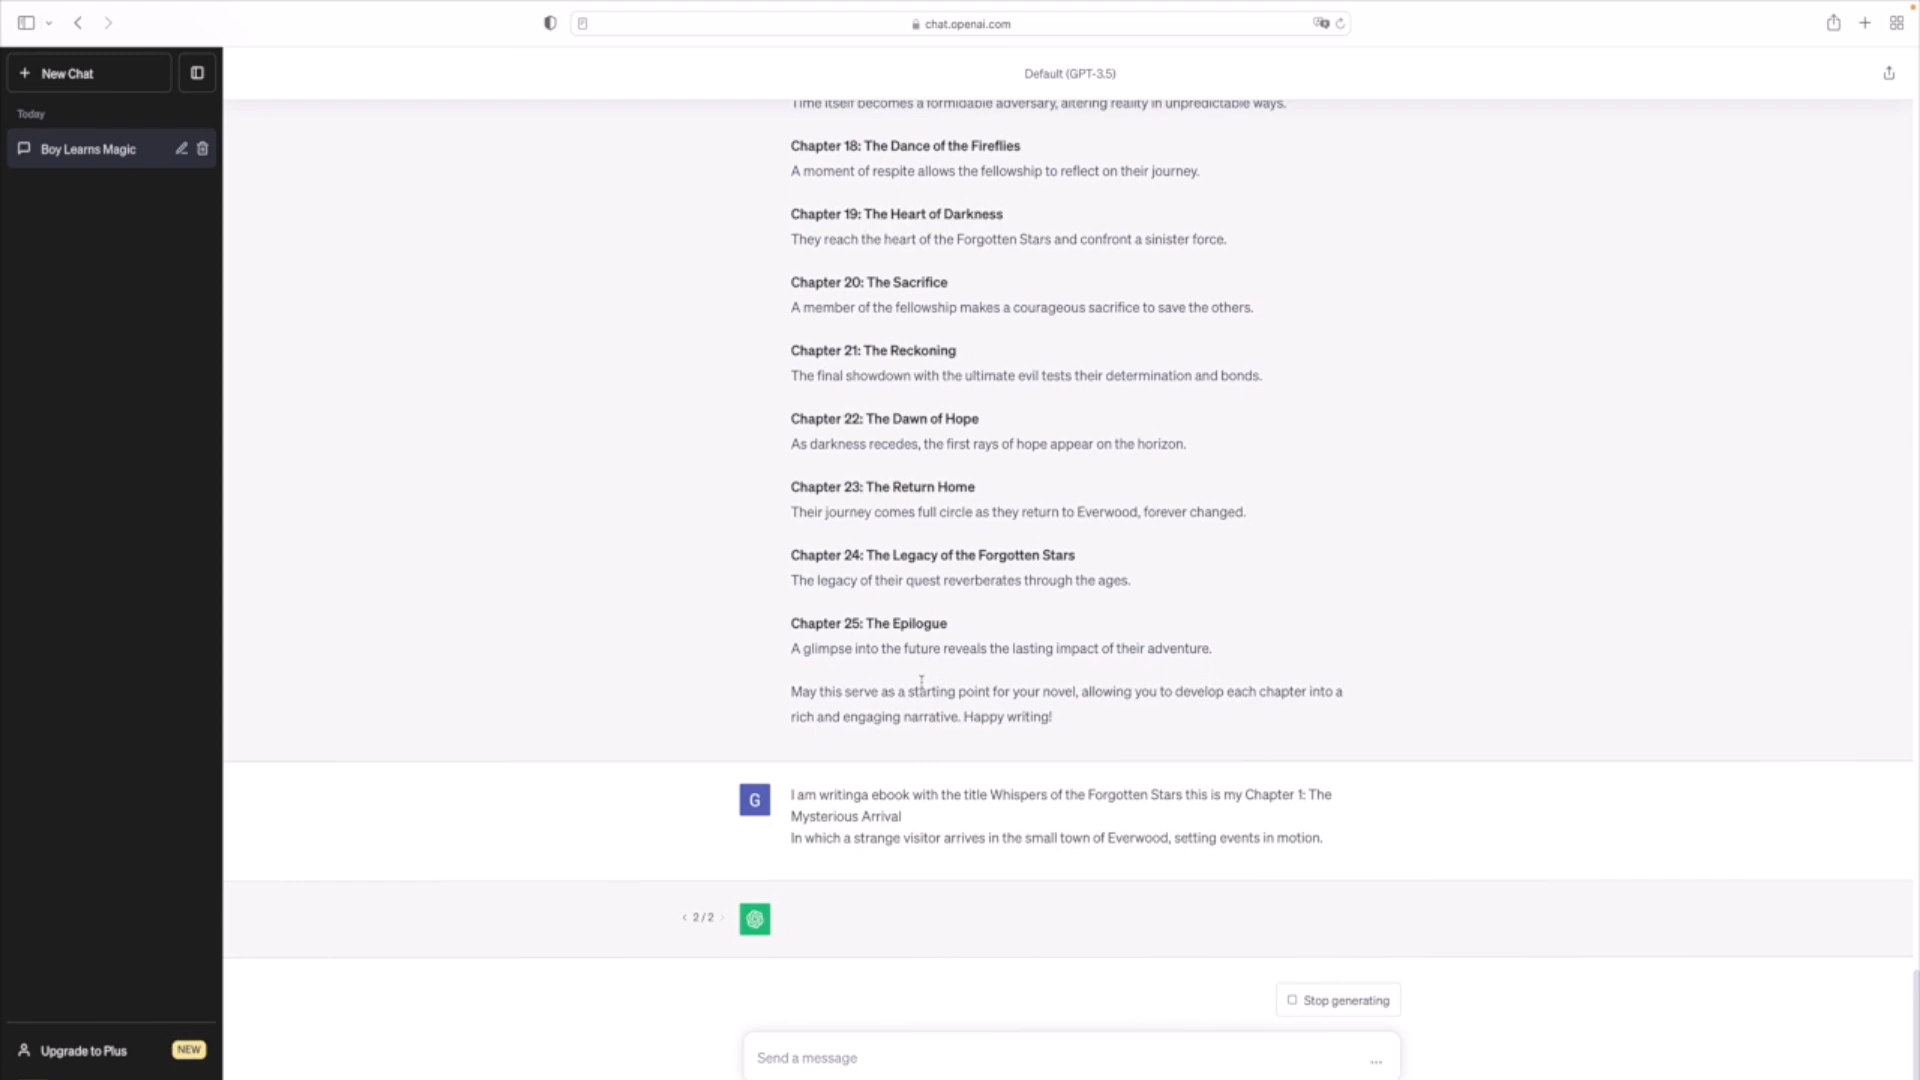 chat.openai.com
New Chat
Default (GPT-3.5)
Today
Boy Learns Magic
Time itself becomes a formidable adversary, altering reality in unpredictable ways.
Chapter 18: The Dance of the Fireflies
A moment of respite allows the fellowship to reflect on their journey.
Chapter 19: The Heart of Darkness
They reach the heart of the Forgotten Stars and confront a sinister force.
Chapter 20: The Sacrifice
A member of the fellowship makes a courageous sacrifice to save the others.
Chapter 21: The Reckoning
The final showdown with the ultimate evil tests their determination and bonds.
Chapter 22: The Dawn of Hope
As darkness recedes, the first rays of hope appear on the horizon.
Chapter 23: The Return Home
Their journey comes full circle as they return to Everwood, forever changed.
Chapter 24: The Legacy of the Forgotten Stars
The legacy of their quest reverberates through the ages.
Chapter 25: The Epilogue
A glimpse into the future reveals the lasting impact of their adventure.
May this serve as a starting point for your novel, allowing you to develop each chapter into a
rich and engaging narrative. Happy writing!
G
I am writinga ebook with the title Whispers of the Forgotten Stars this is my Chapter 1: The
Mysterious Arrival
In which a strange visitor arrives in the small town of Everwood, setting events in motion.
< 2 / 2 >
Stop generating
Upgrade to Plus NEW
Send a message